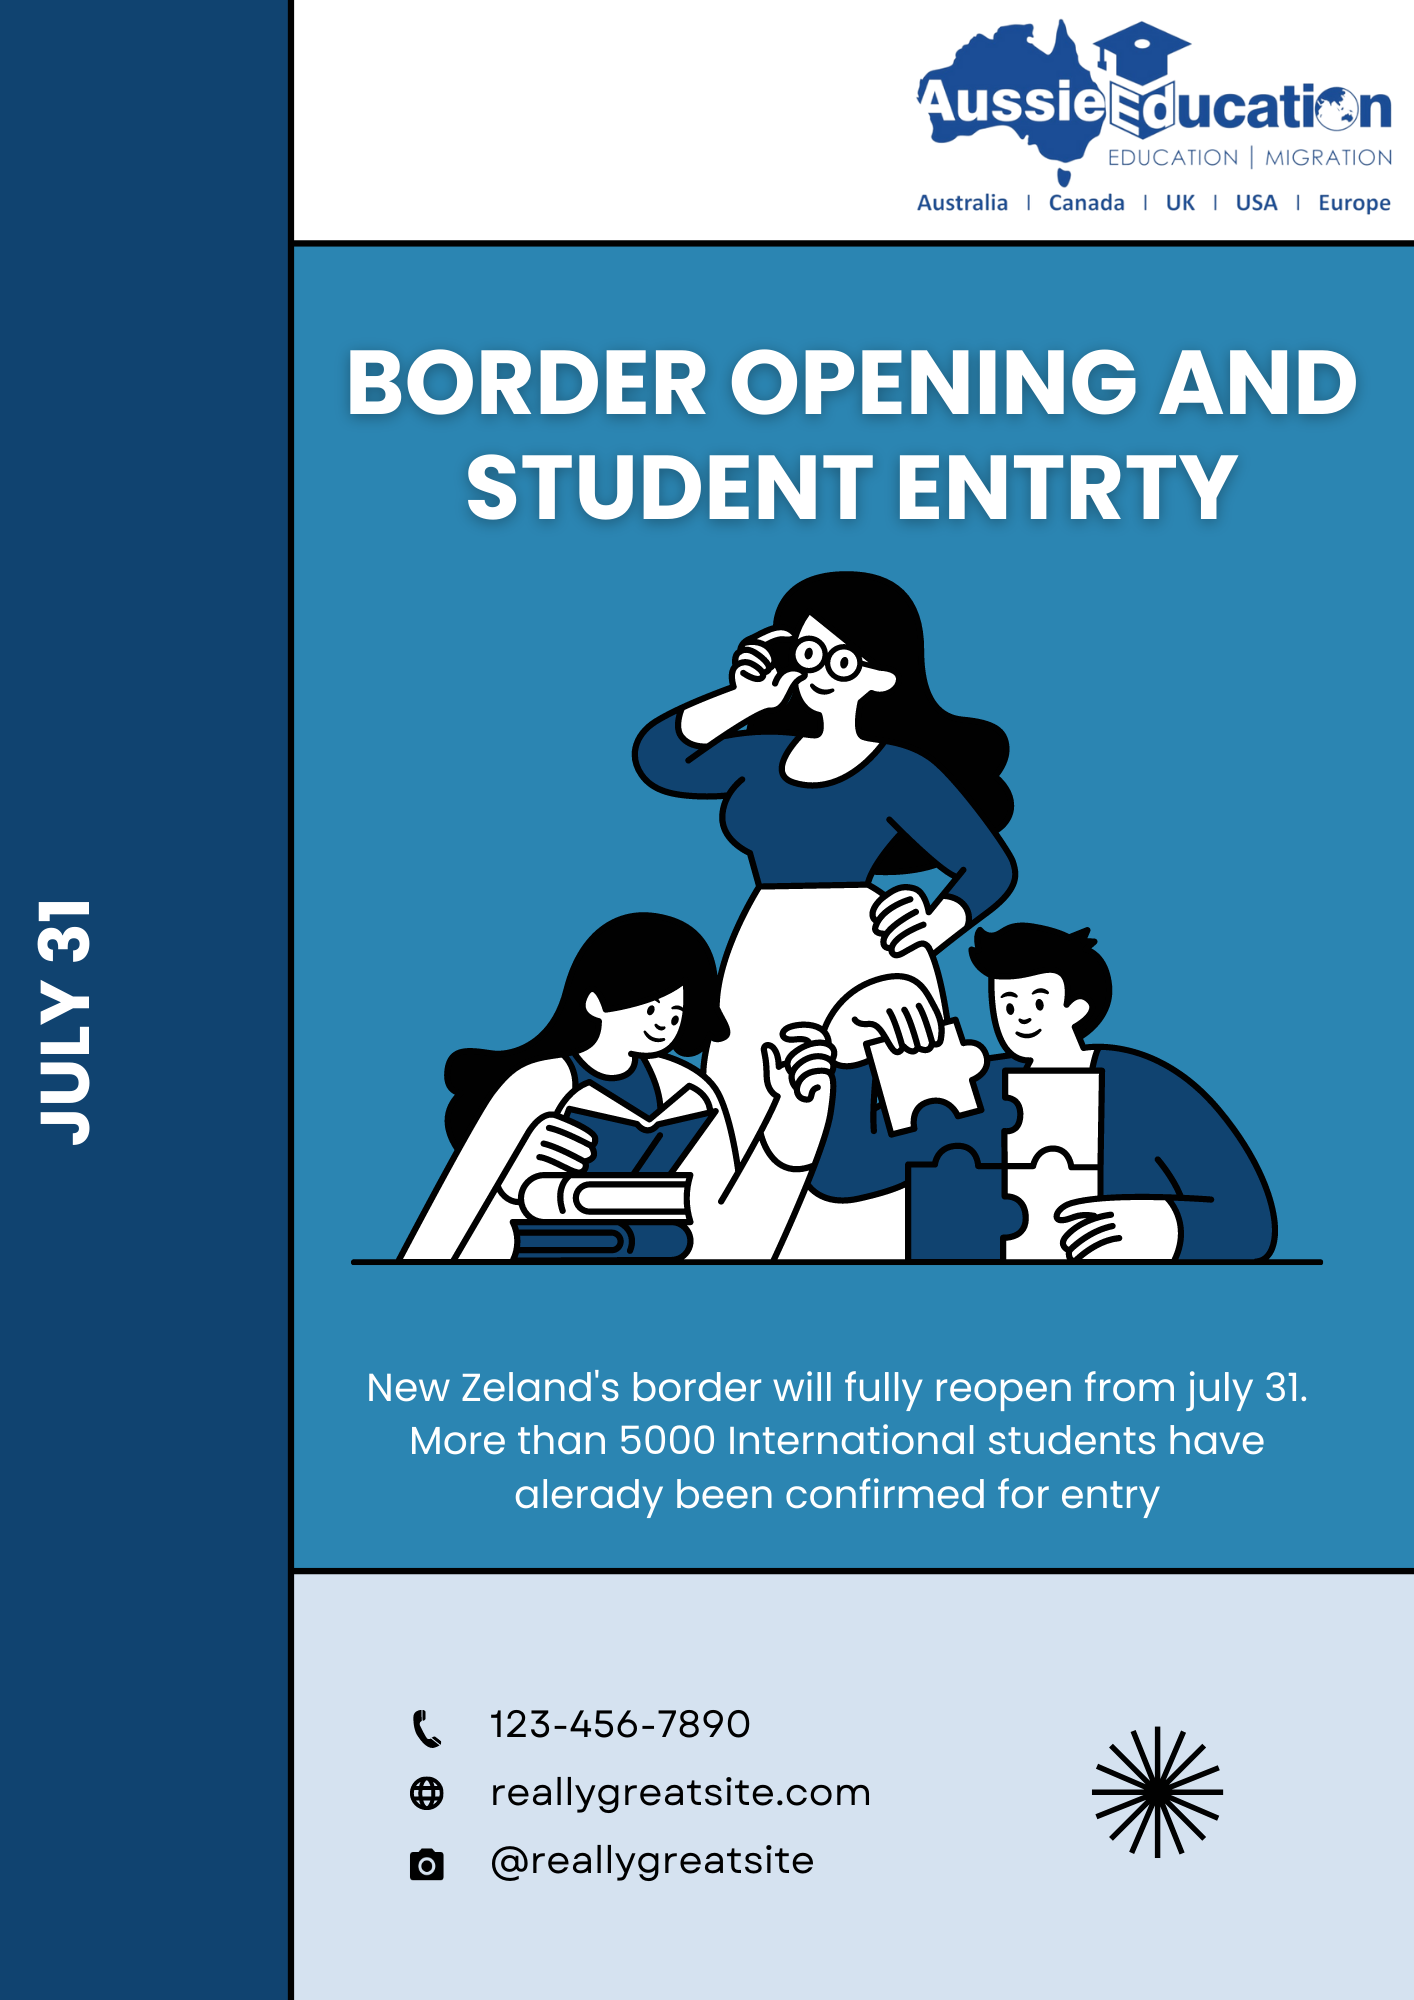 AussieEducation
EDUCATION | MIGRATION
Australia | Canada | UK | USA | Europe
BORDER OPENING AND
STUDENT ENTRTY
JULY 31
New Zeland's border will fully reopen from july 31.
More than 5000 International students have
alerady been confirmed for entry
123-456-7890
reallygreatsite.com
@reallygreatsite